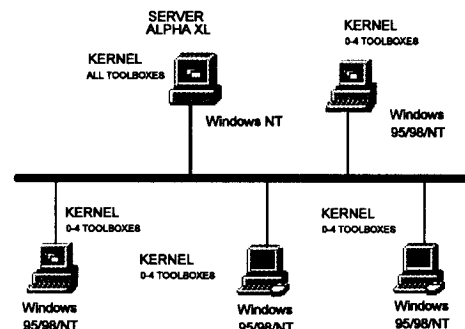 SERVER
ALPHA XL
KERNEL
ALL TOOLBOXES
Windows NT
KERNEL
0-4 TOOLBOXES
Windows
95/98/NT
KERNEL
0-4 TOOLBOXES
Windows
95/98/NT
KERNEL
0-4 TOOLBOXES
Windows
95/98/NT
KERNEL
0-4 TOOLBOXES
Windows
95/98/NT